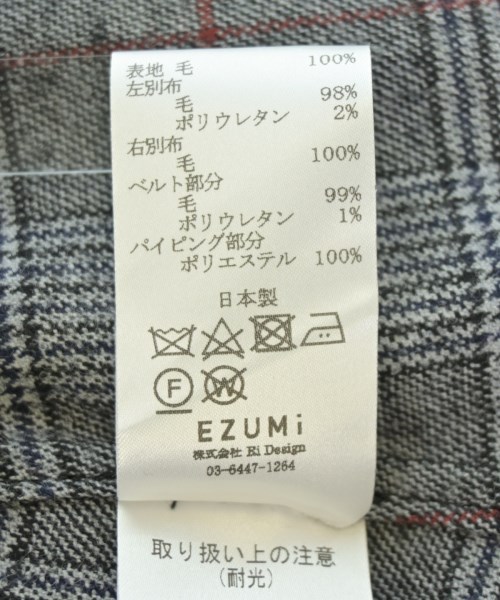 表地 毛 100%
左別布
毛 98%
ポリウレタン 2%
右別布
毛 100%
ベルト部分
毛 99%
ポリウレタン 1%
パイピング部分
ポリエステル 100%
日本製
F W
EZUMi
株式会社 Ri Design
03-6447-1264
取り扱い上の注意
(耐光)